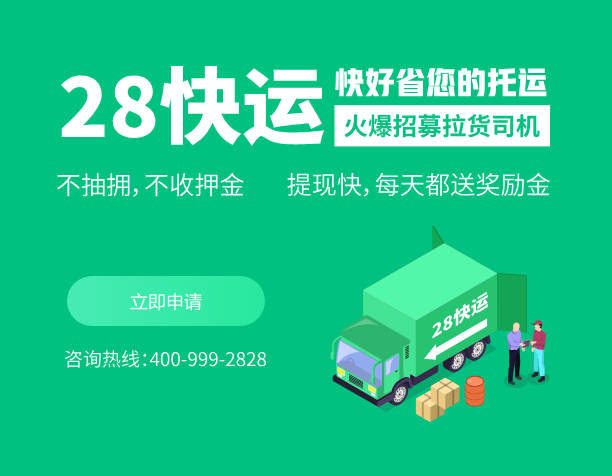 28快运
快好省您的托运
火爆招募拉货司机
不抽拥，不收押金
提现快，每天都送奖励金
立即申请
咨询热线：400-999-2828
28快运